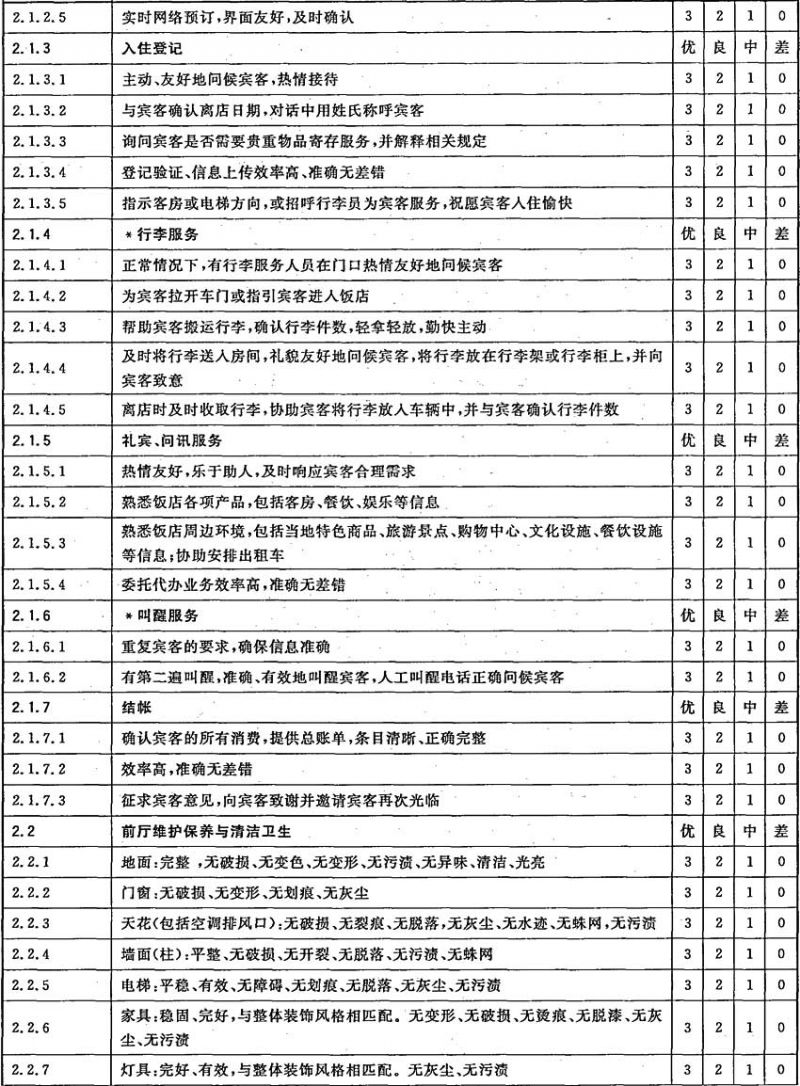 2.1.2.5 实时网络预订,界面友好,及时确认 3 2 1 0
2.1.3 入住登记 优 良 中 差
2.1.3.1 主动、友好地问候宾客,热情接待 3 2 1 0
2.1.3.2 与宾客确认离店日期,对话中用姓氏称呼宾客 3 2 1 0
2.1.3.3 询问宾客是否需要贵重物品寄存服务,并解释相关规定 3 2 1 0
2.1.3.4 登记验证、信息上传效率高、准确无差错 3 2 1 0
2.1.3.5 指示客房或电梯方向,或招呼行李员为宾客服务,祝愿宾客入住愉快 3 2 1 0
2.1.4 *行李服务 优 良 中 差
2.1.4.1 正常情况下,有行李服务人员在门口热情友好地问候宾客 3 2 1 0
2.1.4.2 为宾客拉开车门或指引宾客进入饭店 3 2 1 0
2.1.4.3 帮助宾客搬运行李,确认行李件数,轻拿轻放,勤快主动 3 2 1 0
2.1.4.4 及时将行李送入房间,礼貌友好地问候宾客,将行李放在行李架或行李柜上,并向 3 2 1 0
宾客致意
2.1.4.5 离店时及时收取行李,协助宾客将行李放入车辆中,并与宾客确认行李件数 3 2 1 0
2.1.5 礼宾、问讯服务 优 良 中 差
2.1.5.1 热情友好,乐于助人,及时响应宾客合理需求 3 2 1 0
2.1.5.2 熟悉饭店各项产品,包括客房、餐饮、娱乐等信息 3 2 1 0
2.1.5.3 熟悉饭店周边环境,包括当地特色商品、旅游景点、购物中心、文化设施、餐饮设施 3 2 1 0
等信息;协助安排出租车
2.1.5.4 委托代办业务效率高,准确无差错 3 2 1 0
2.1.6 *叫醒服务 优 良 中 差
2.1.6.1 重复宾客的要求,确保信息准确 3 2 1 0
2.1.6.2 有第二遍叫醒,准确、有效地叫醒宾客,人工叫醒电话正确问候宾客 3 2 1 0
2.1.7 结帐 优 良 中 差
2.1.7.1 确认宾客的所有消费,提供总账单,条目清晰、正确完整 3 2 1 0
2.1.7.2 效率高,准确无差错 3 2 1 0
2.1.7.3 征求宾客意见,向宾客致谢并邀请宾客再次光临 3 2 1 0
2.2 前厅维护保养与清洁卫生 优 良 中 差
2.2.1 地面:完整,无破损、无变色、无变形、无污渍、无异味、清洁、光亮 3 2 1 0
2.2.2 门窗:无破损、无变形、无划痕、无灰尘 3 2 1 0
2.2.3 天花(包括空调排风口):无破损、无裂痕、无脱落,无灰尘、无水迹、无蛛网,无污渍 3 2 1 0
2.2.4 墙面(柱):平整、无破损、无开裂、无脱落、无污渍、无蛛网 3 2 1 0
2.2.5 电梯:平稳、有效、无障碍、无划痕、无脱落、无灰尘、无污渍 3 2 1 0
2.2.6 家具:稳固、完好,与整体装饰风格相匹配。无变形、无破损、无烫痕、无脱漆、无灰 3 2 1 0
尘、无污渍
2.2.7 灯具:完好、有效,与整体装饰风格相匹配。无灰尘、无污渍 3 2 1 0